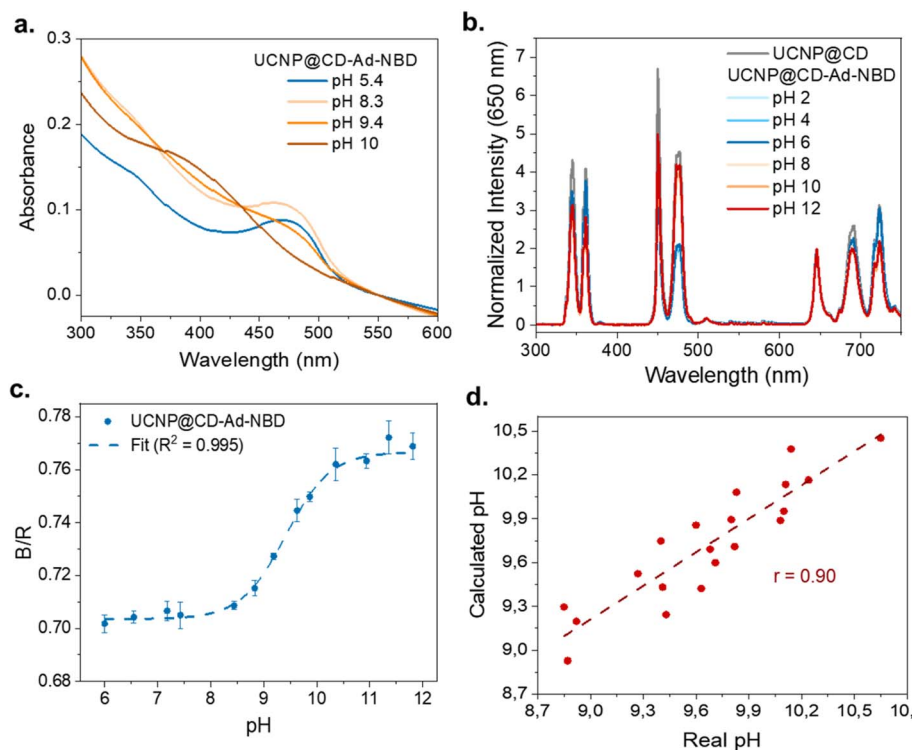 a.
UCNP@CD-Ad-NBD
pH 5.4
pH 8.3
pH 9.4
pH 10
0.3
0.2
0.1
0.0
Absorbance
300 350 400 450 500 550 600
Wavelength (nm)
b.
UCNP@CD
UCNP@CD-Ad-NBD
pH 2
pH 4
pH 6
pH 8
pH 10
pH 12
7
6
5
4
3
2
1
0
Normalized Intensity (650 nm)
300 400 500 600 700
Wavelength (nm)
c.
UCNP@CD-Ad-NBD
Fit (R² = 0.995)
0.78
0.76
0.74
0.72
0.70
0.68
B/R
6 7 8 9 10 11 12
pH
d.
10,5
10,2
9,9
9,6
9,3
9,0
8,7
Calculated pH
r = 0.90
8,7 9,0 9,3 9,6 9,9 10,2 10,5 10,
Real pH